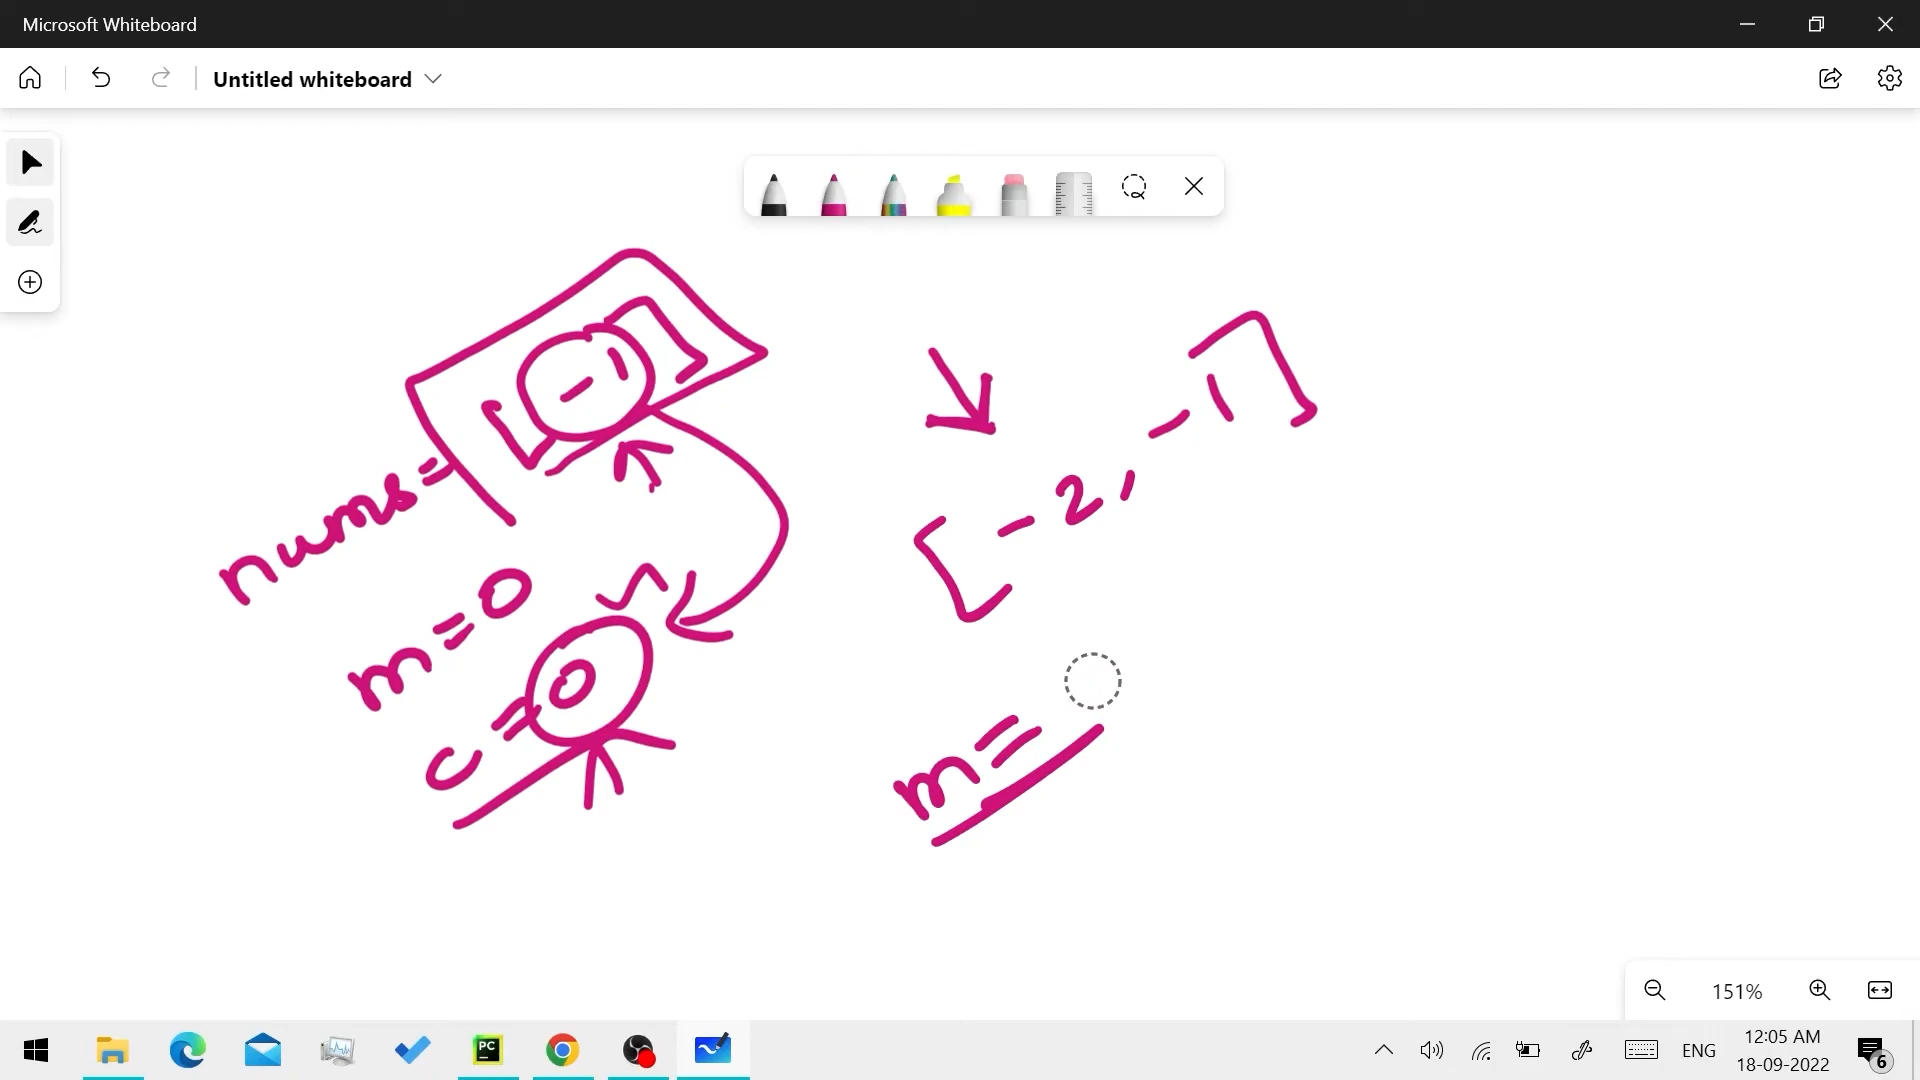 Microsoft Whiteboard
Untitled whiteboard
nums= [-1]
m=0
c=0
[-2, -1]
m=
151%
PC
ENG
12:05 AM
18-09-2022
6